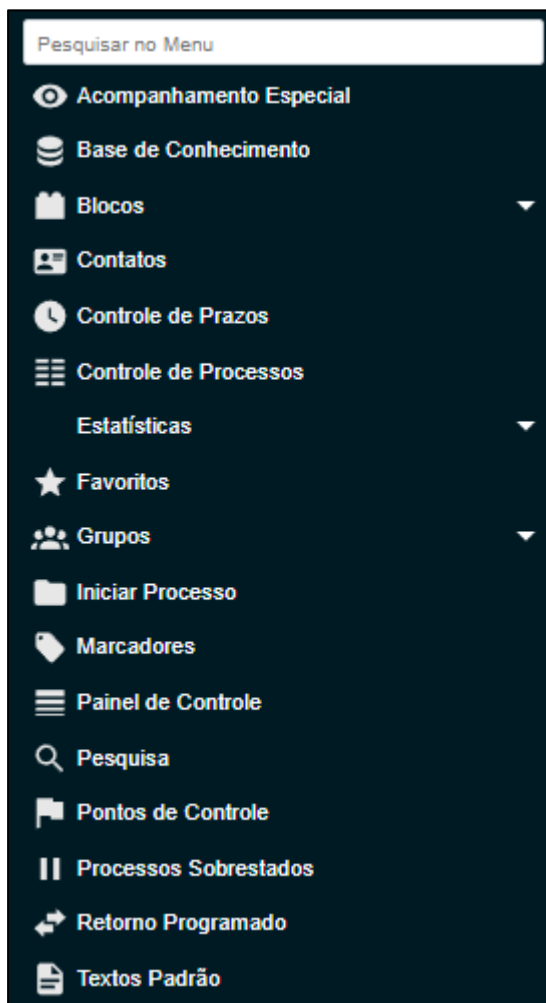 Pesquisar no Menu
Acompanhamento Especial
Base de Conhecimento
Blocos
Contatos
Controle de Prazos
Controle de Processos
Estatísticas
Favoritos
Grupos
Iniciar Processo
Marcadores
Painel de Controle
Pesquisa
Pontos de Controle
Processos Sobrestados
Retorno Programado
Textos Padrão